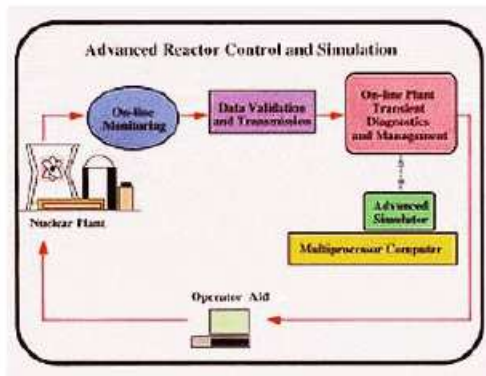 Advanced Reactor Control and Simulation
On-line
Monitoring
Data Validation
and Transmission
On-line Plant
Transient
Diagnostics
and Management
Nuclear Plant
Advanced
Simulator
Multiprocessor Computer
Operator Aid